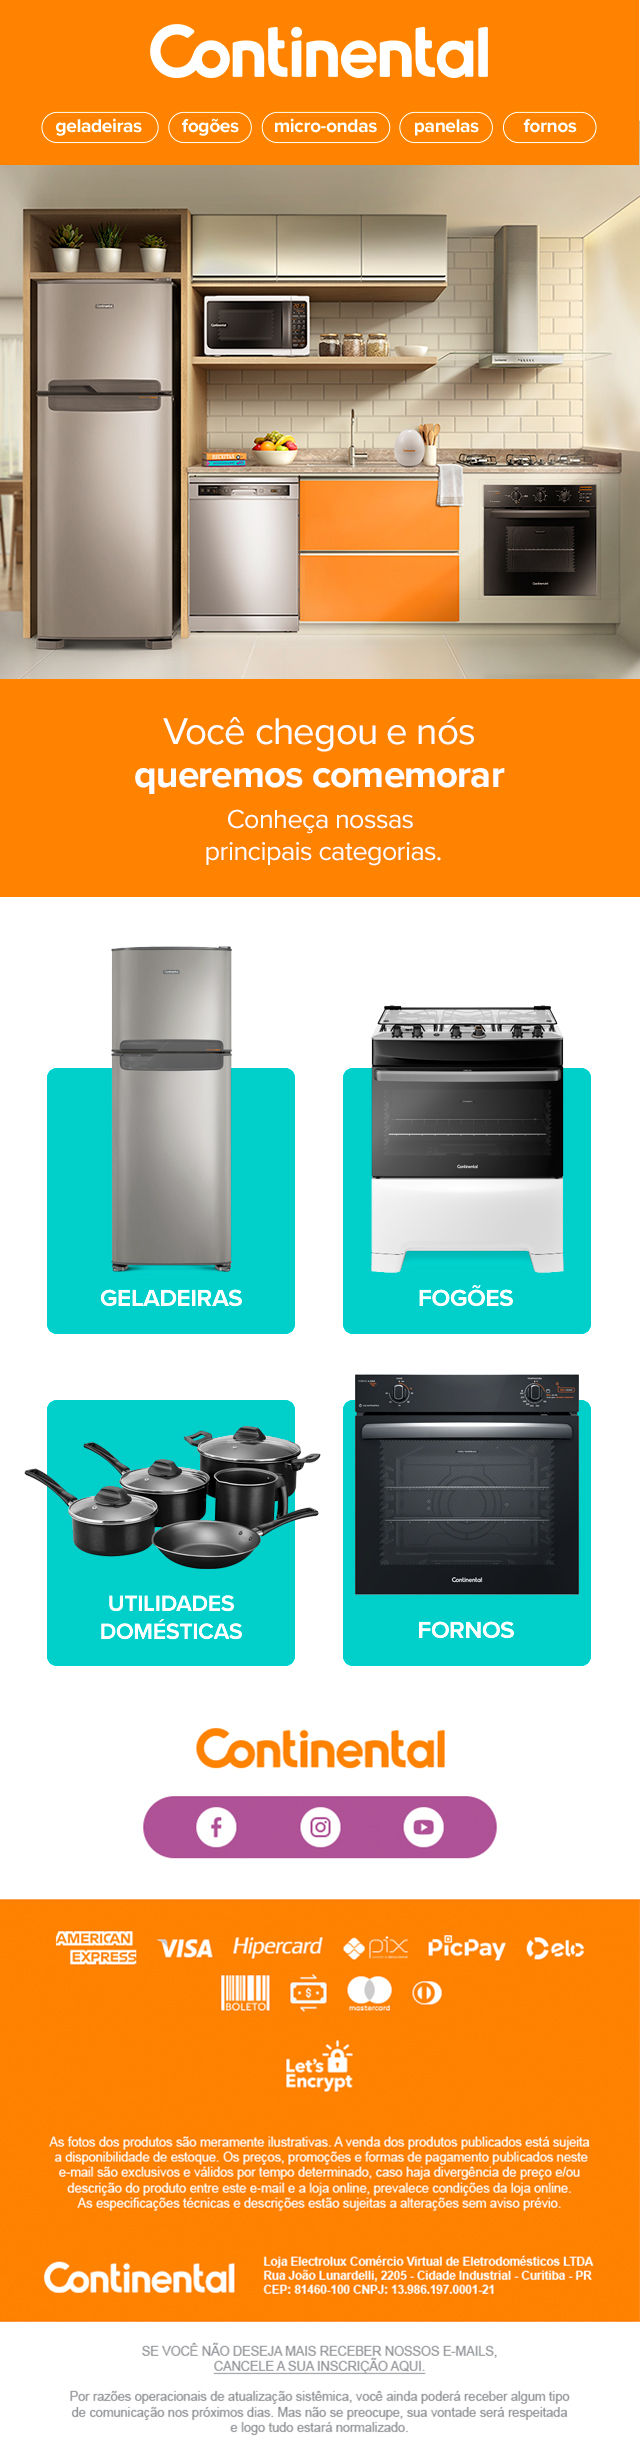 Continental
geladeiras fogões micro-ondas panelas fornos
Continental
Continental
RECEITAS
Continental
Você chegou e nós
queremos comemorar
Conheça nossas
principais categorias.
Continental
GELADEIRAS
FOGÕES
Continental
UTILIDADES
DOMÉSTICAS
FORNOS
Continental
f
AMERICAN
EXPRESS
VISA Hipercard pix PicPay elo
BOLETO
$
mastercard
Let's
Encrypt
As fotos dos produtos são meramente ilustrativas. A venda dos produtos publicados está sujeita
a disponibilidade de estoque. Os preços, promoções e formas de pagamento publicados neste
e-mail são exclusivos e válidos por tempo determinado, caso haja divergência de preço e/ou
descrição do produto entre este e-mail e a loja online, prevalece condições da loja online.
As especificações técnicas e descrições estão sujeitas a alterações sem aviso prévio.
Continental
Loja Electrolux Comércio Virtual de Eletrodomésticos LTDA
Rua João Lunardelli, 2205 - Cidade Industrial - Curitiba - PR
CEP: 81460-100 CNPJ: 13.986.197.0001-21
SE VOCÊ NÃO DESEJA MAIS RECEBER NOSSOS E-MAILS,
CANCELE A SUA INSCRIÇÃO AQUI.
Por razões operacionais de atualização sistêmica, você ainda poderá receber algum tipo
de comunicação nos próximos dias. Mas não se preocupe, sua vontade será respeitada
e logo tudo estará normalizado.